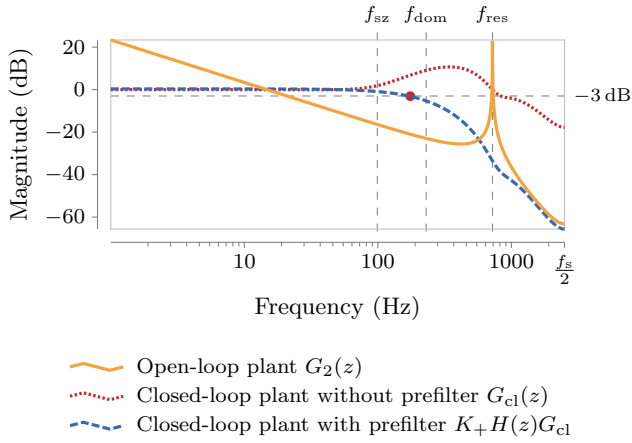 f_sz f_dom f_res
20
0
−20
−40
−60
Magnitude (dB)
−3 dB
10 100 1000 f_s/2
Frequency (Hz)
Open-loop plant G_2(z)
Closed-loop plant without prefilter G_cl(z)
Closed-loop plant with prefilter K_+H(z)G_cl